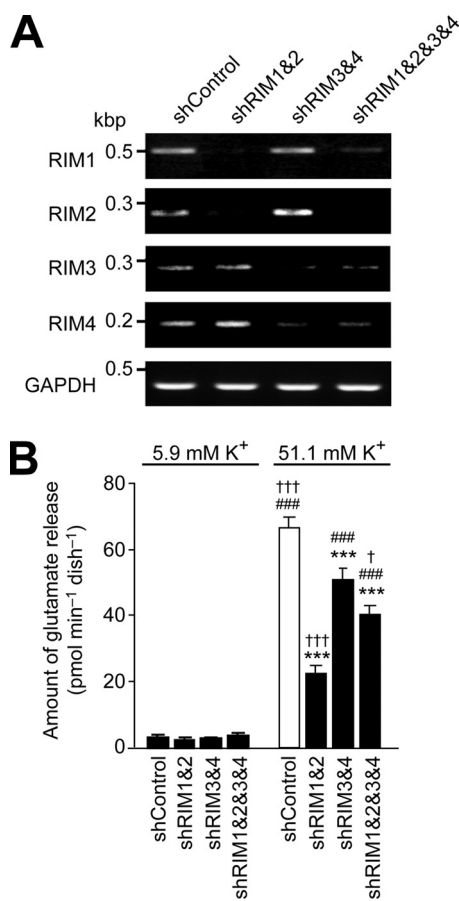 A
shControl
shRIM1&2
shRIM3&4
shRIM1&2&3&4
kbp
RIM1 0.5
RIM2 0.3
RIM3 0.3
RIM4 0.2
GAPDH 0.5
B
5.9 mM K+ 51.1 mM K+
Amount of glutamate release
(pmol min–1 dish–1)
80
60
40
20
0
†††
###
†††
***
###
***
†
###
***
shControl
shRIM1&2
shRIM3&4
shRIM1&2&3&4
shControl
shRIM1&2
shRIM3&4
shRIM1&2&3&4